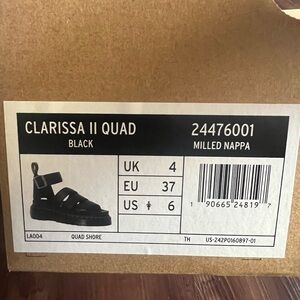 CLARISSA II QUAD 24476001
BLACK MILLED NAPPA
UK 4
EU 37
US 6
1 90665 24819 7
LA004 QUAD SHORE TH US-242P0160897-01